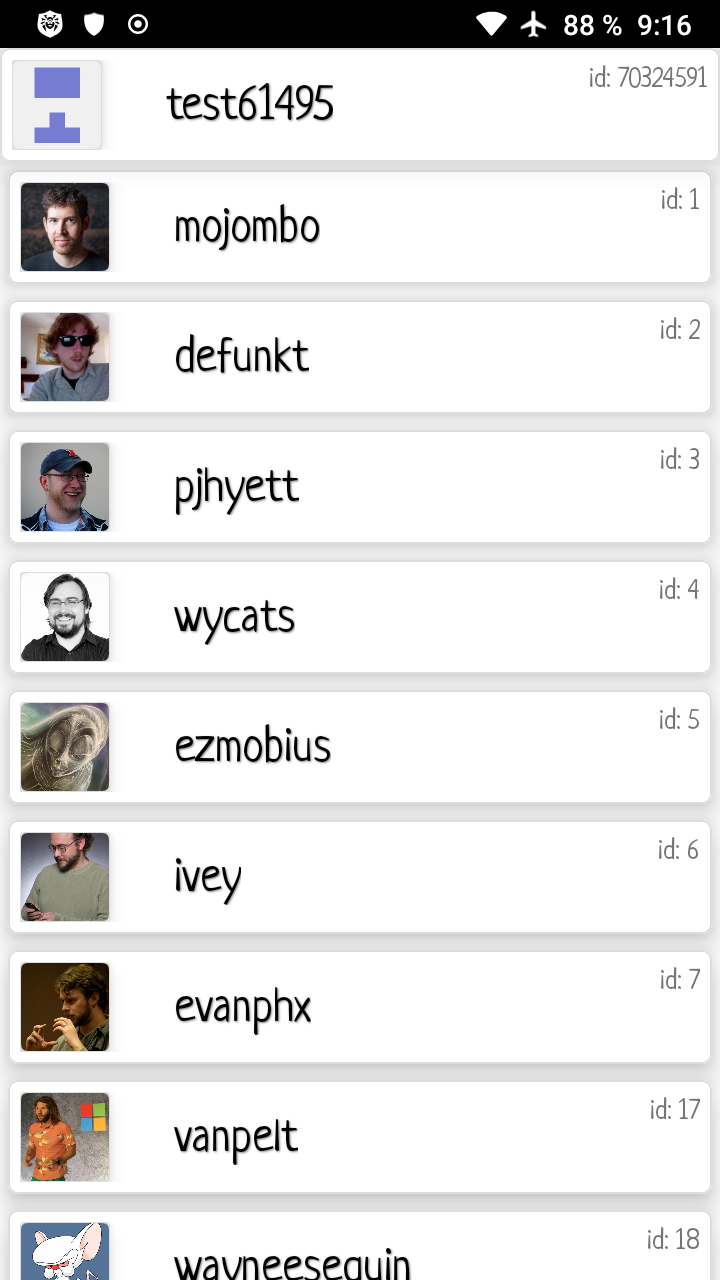 88 % 9:16
test61495 id: 70324591
mojombo id: 1
defunkt id: 2
pjhyett id: 3
wycats id: 4
ezmobius id: 5
ivey id: 6
evanphx id: 7
vanpelt id: 17
wayneeseguin id: 18